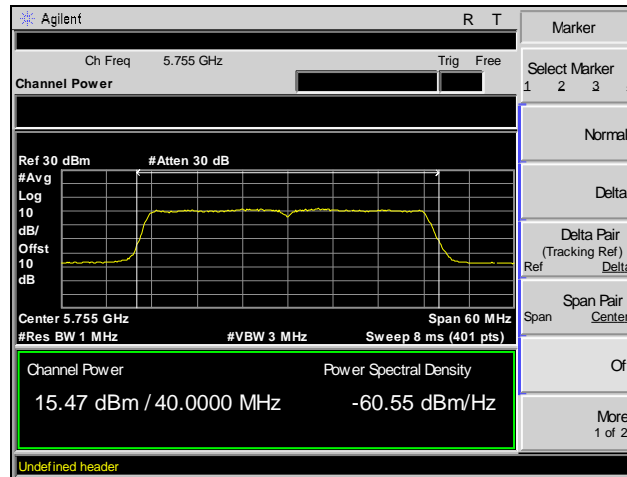 Agilent R T
Ch Freq 5.755 GHz Trig Free
Channel Power
Ref 30 dBm #Atten 30 dB
#Avg
Log
10
dB/
Offst
10
dB
Center 5.755 GHz Span 60 MHz
#Res BW 1 MHz #VBW 3 MHz Sweep 8 ms (401 pts)
Channel Power Power Spectral Density
15.47 dBm / 40.0000 MHz -60.55 dBm/Hz
Undefined header
Marker
Select Marker
1 2 3
Normal
Delta
Delta Pair
(Tracking Ref)
Ref Delta
Span Pair
Span Center
Of
More
1 of 2